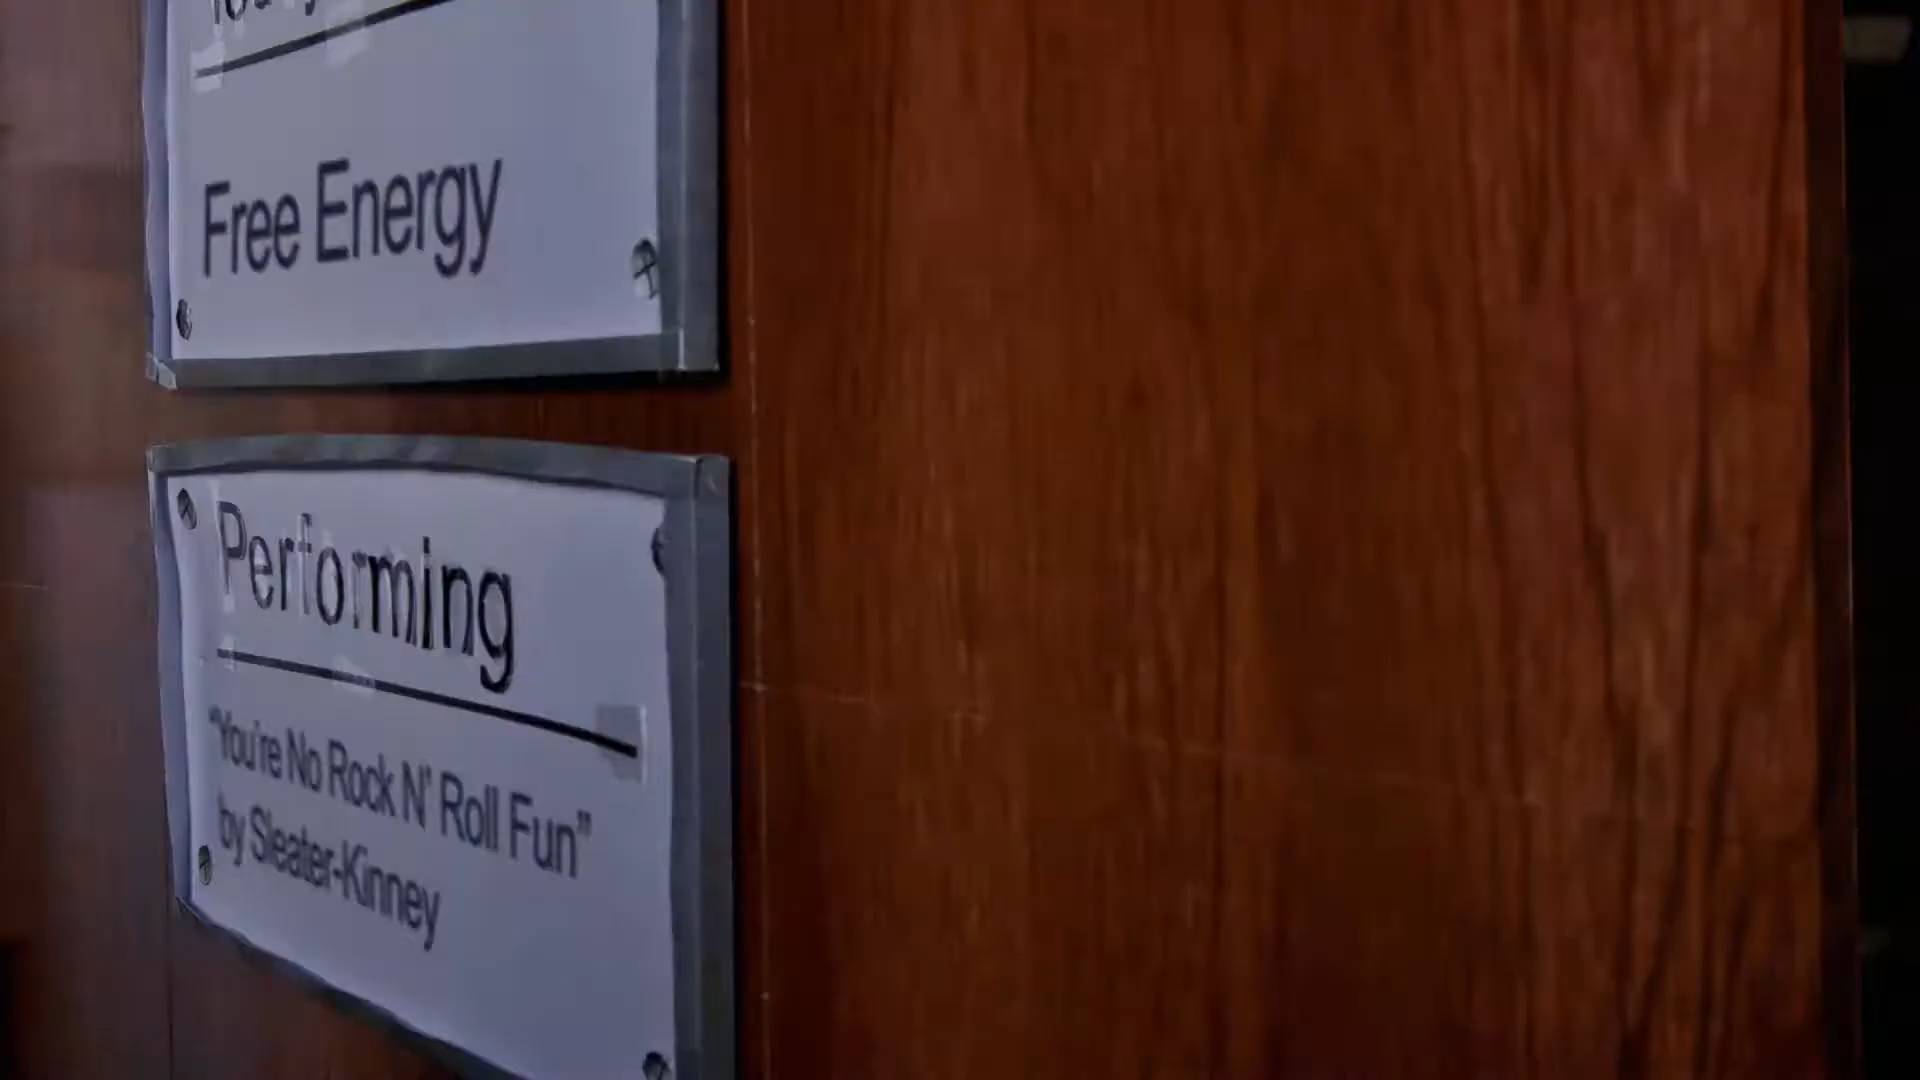 Free Energy
Performing
“You’re No Rock N’ Roll Fun”
by Sleater-Kinney